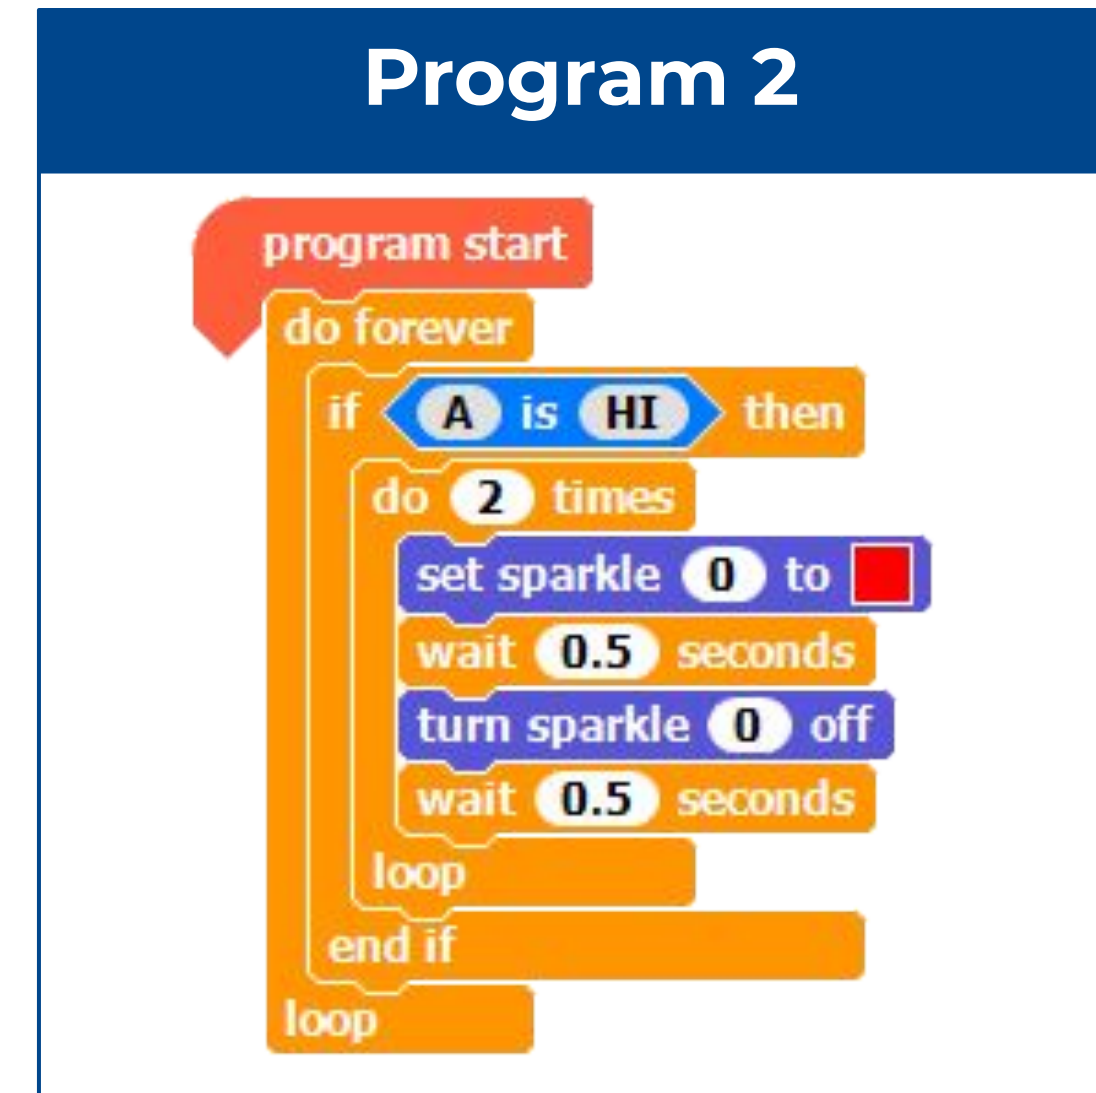 Program 2
program start
do forever
if A is HI then
do 2 times
set sparkle 0 to
wait 0.5 seconds
turn sparkle 0 off
wait 0.5 seconds
loop
end if
loop